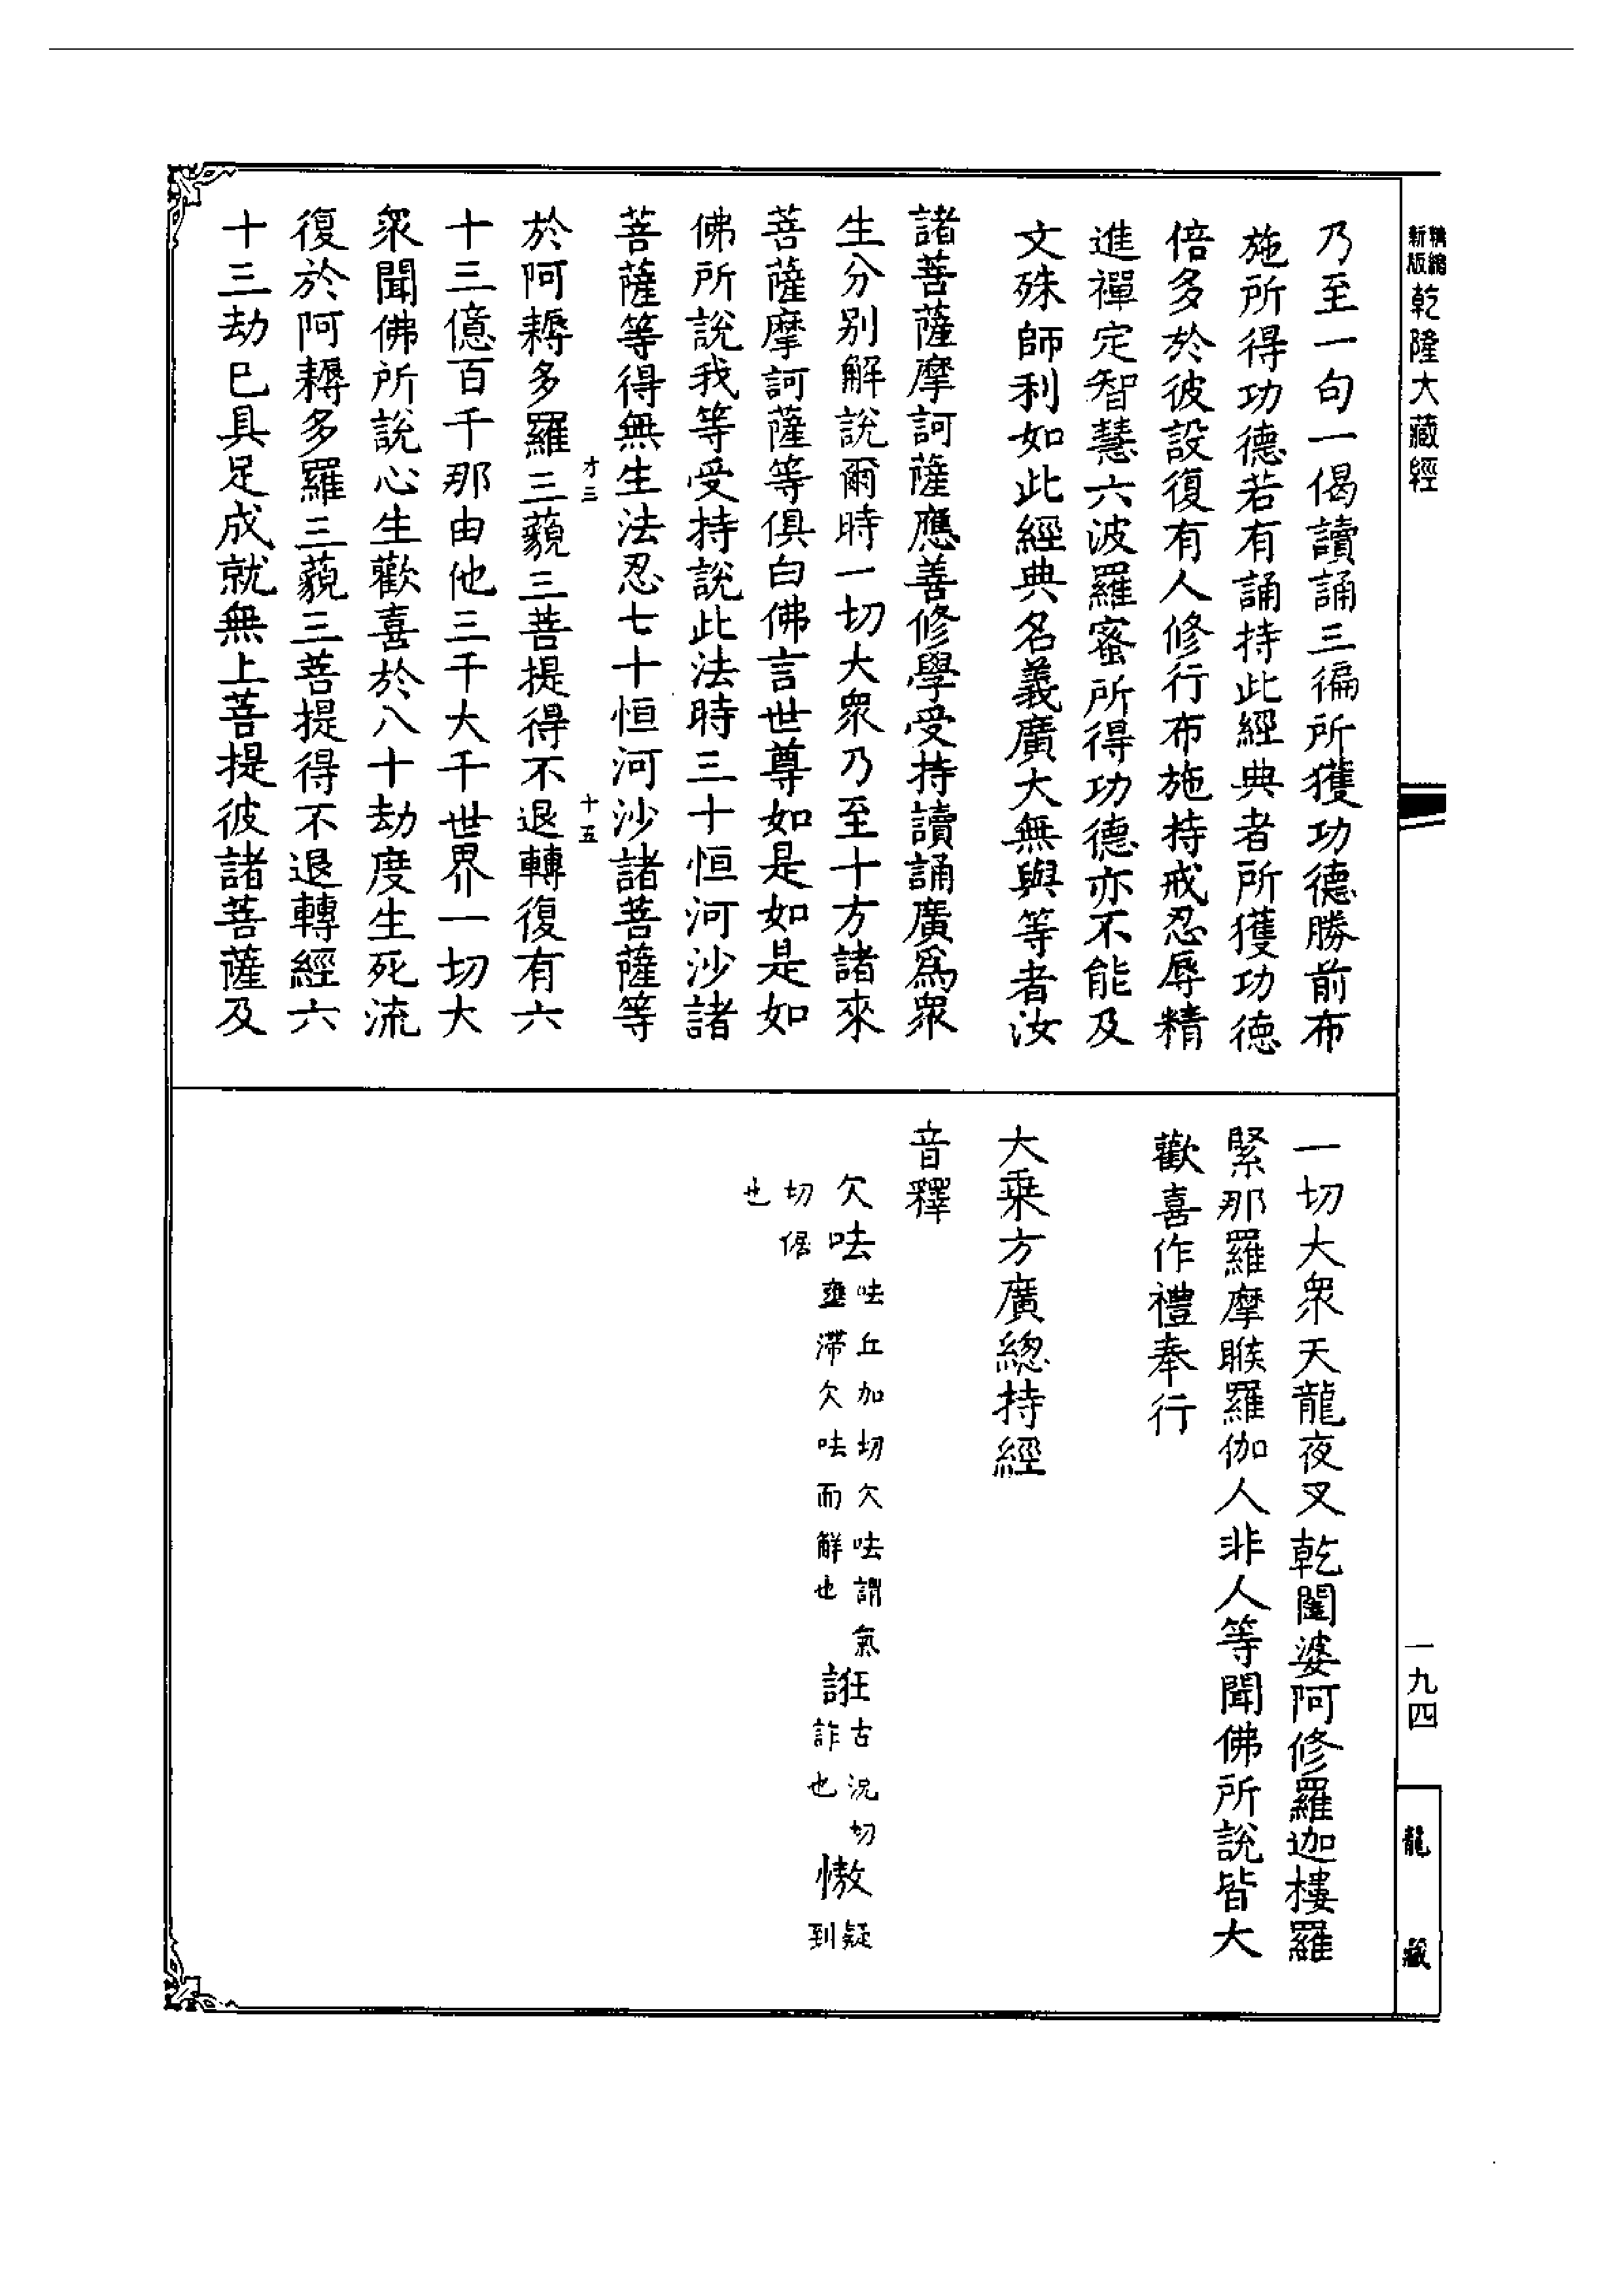 新版精縮
乾隆大藏經
乃至一句一偈讀誦三徧所獲功德勝前布
施所得功德若有誦持此經典者所獲功德
倍多於彼設復有人修行布施持戒忍辱精
進禪定智慧六波羅蜜所得功德亦不能及
文殊師利如此經典名義廣大無與等者汝
諸菩薩摩訶薩應善修學受持讀誦廣爲衆
生分別解說爾時一切大衆乃至十方諸來
菩薩摩訶薩等俱白佛言世尊如是如是如
佛所說我等受持說此法時三十恒河沙諸
菩薩等得無生法忍七十恒河沙諸菩薩等
才三
十五
於阿耨多羅三藐三菩提得不退轉復有六
十三億百千那由他三千大千世界一切大
衆聞佛所說心生歡喜於八十劫度生死流
復於阿耨多羅三藐三菩提得不退轉經六
十三劫巳具足成就無上菩提彼諸菩薩及
一切大衆天龍夜叉乾闥婆阿修羅迦樓羅
緊那羅摩睺羅伽人非人等聞佛所說皆大
歡喜作禮奉行
大乗方廣總持經
音釋
欠呿
呿丘加切欠呿謂氣
壅滯欠呿而解也
誑
古況切
詐也
慠
疑到
切倨
也
一九四
龍藏